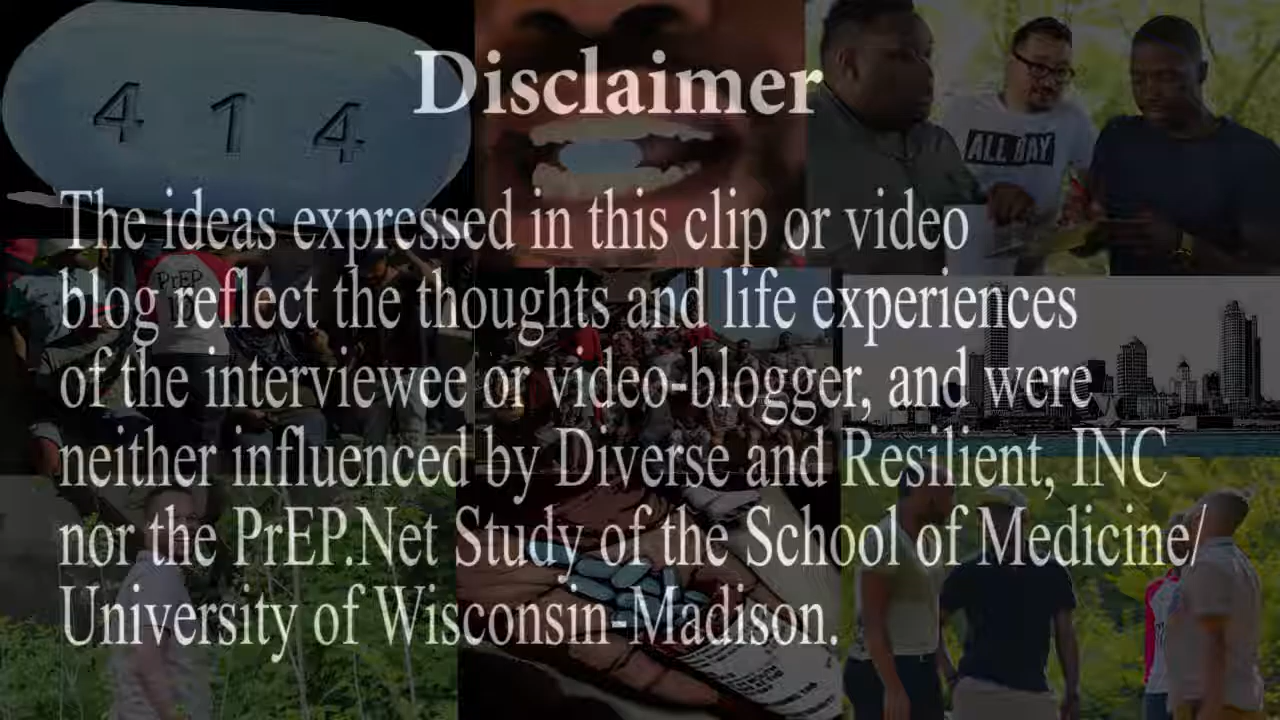 Disclaimer
4 1 4
ALL DAY
The ideas expressed in this clip or video
PrEP
blog reflect the thoughts and life experiences
of the interviewee or video-blogger, and were
neither influenced by Diverse and Resilient, INC
nor the PrEP.Net Study of the School of Medicine/
University of Wisconsin-Madison.